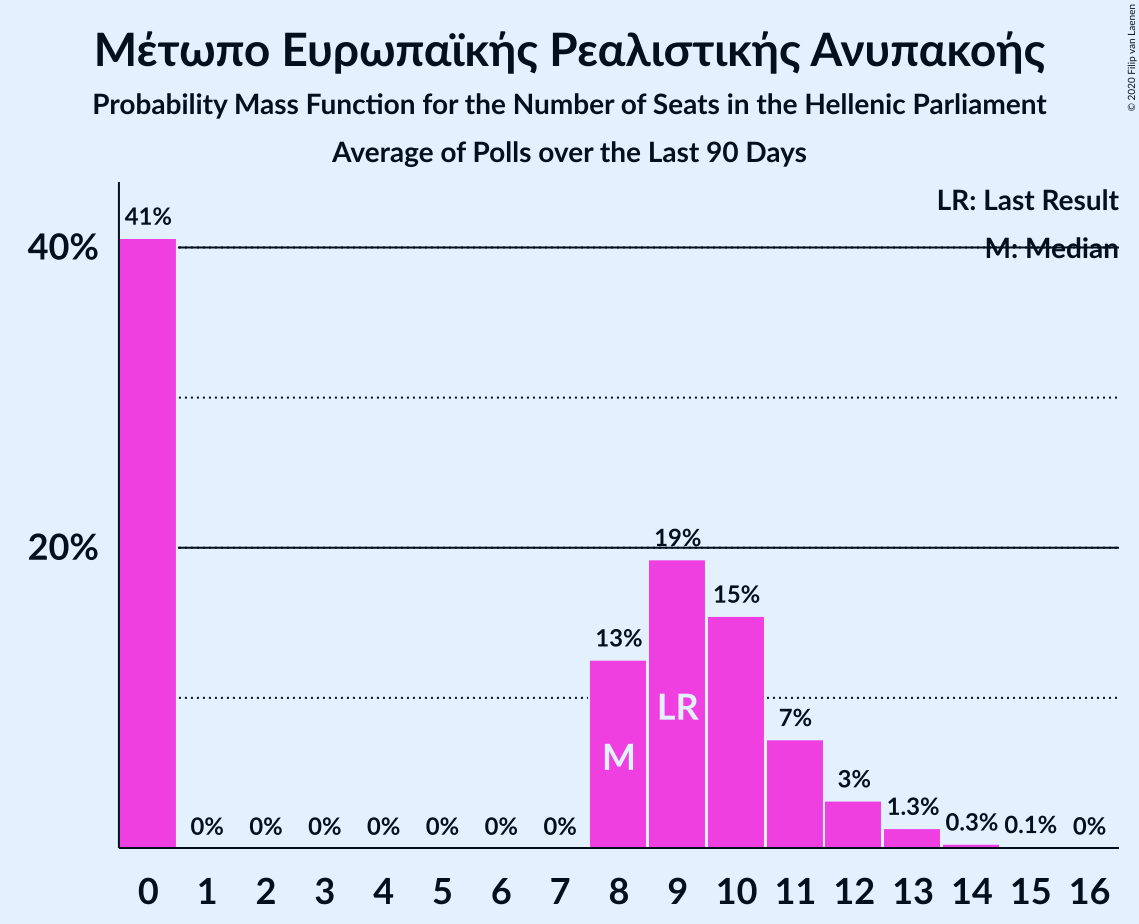 Μέτωπο Ευρωπαϊκής Ρεαλιστικής Ανυπακοής
Probability Mass Function for the Number of Seats in the Hellenic Parliament
Average of Polls over the Last 90 Days
© 2020 Filip van Laenen
LR: Last Result
M: Median
40%
20%
41%
0%
0%
0%
0%
0%
0%
0%
13%
19%
15%
7%
3%
1.3%
0.3%
0.1%
0%
LR
M
0 1 2 3 4 5 6 7 8 9 10 11 12 13 14 15 16